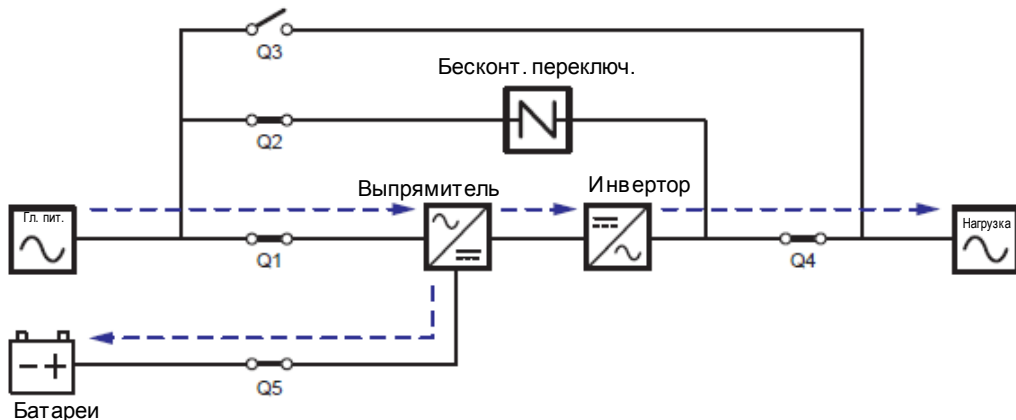 Q3
Бесконт. переключ.
Q2
Выпрямитель
Инвертор
Гл. пит.
Нагрузка
Q1
Q4
Q5
Батареи